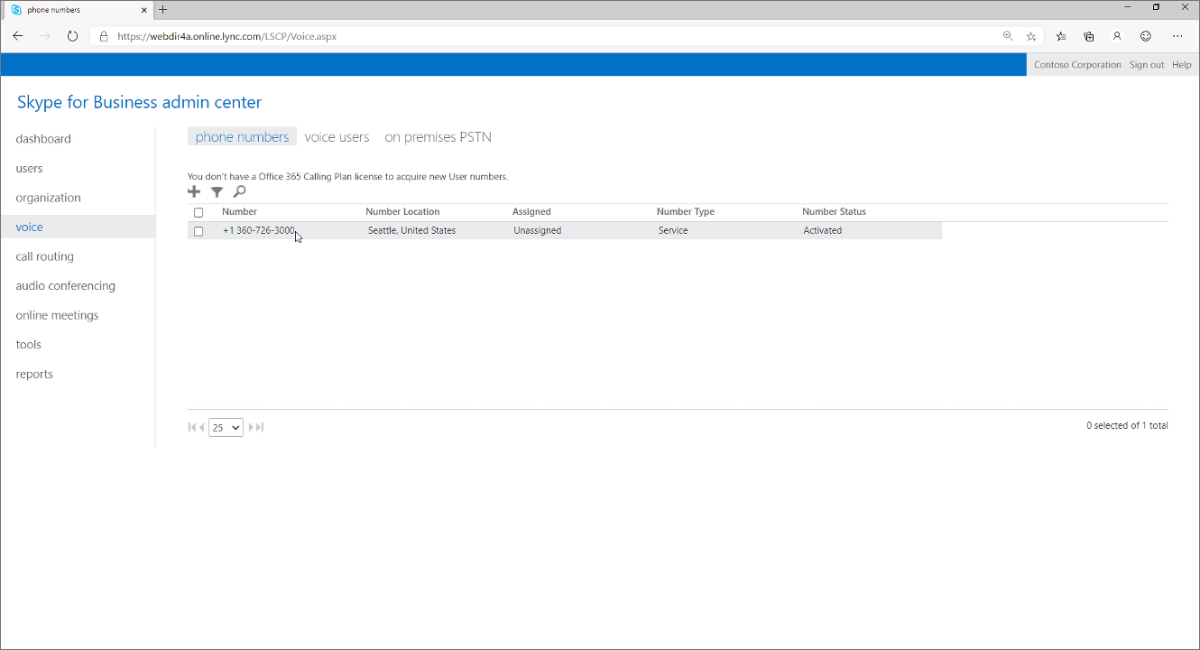 phone numbers
https://webdir4a.online.lync.com/LSCP/Voice.aspx
Contoso Corporation Sign out Help
Skype for Business admin center
dashboard
users
organization
voice
call routing
audio conferencing
online meetings
tools
reports
phone numbers voice users on premises PSTN
You don't have a Office 365 Calling Plan license to acquire new User numbers.
Number Number Location Assigned Number Type Number Status
+1 360-726-3000 Seattle, United States Unassigned Service Activated
25
0 selected of 1 total